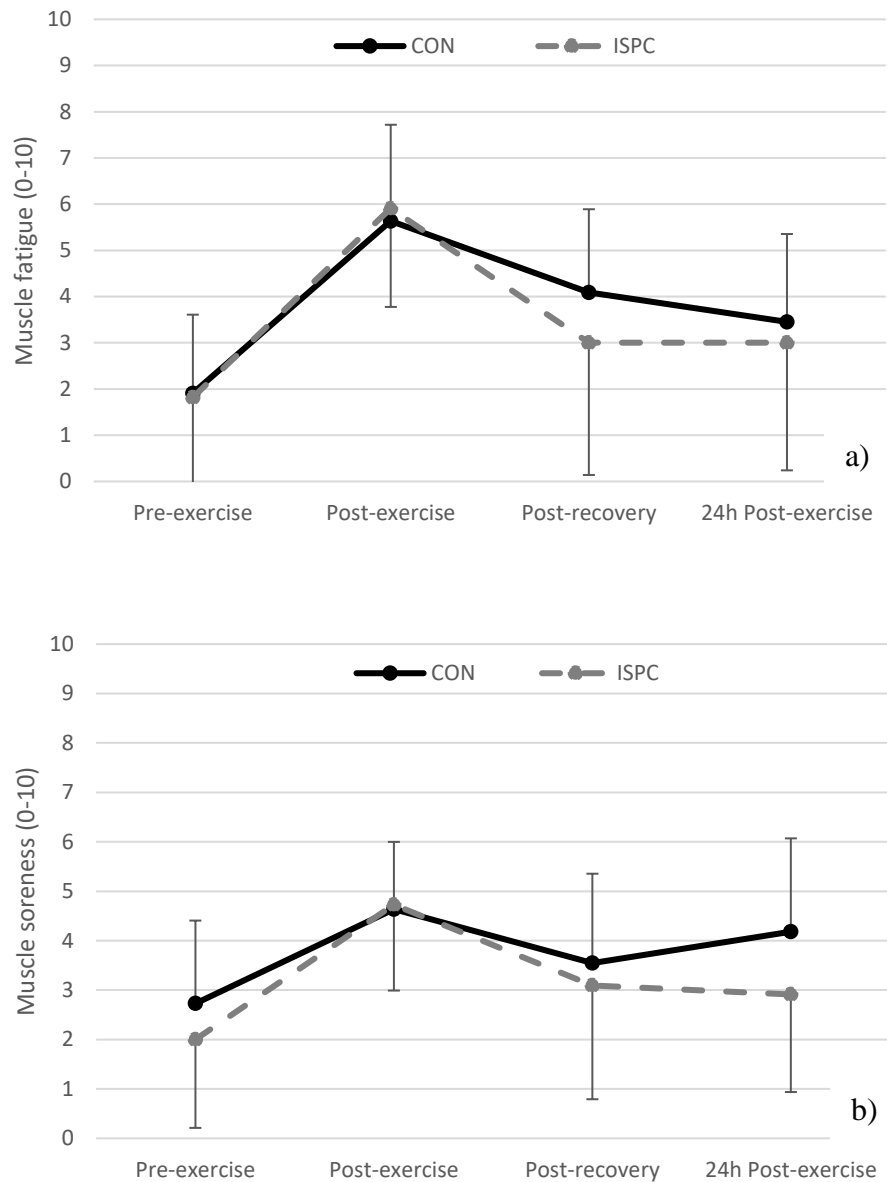 10
CON
ISPC
9
8
7
6
5
4
3
2
1
0
Muscle fatigue (0-10)
a)
Pre-exercise
Post-exercise
Post-recovery
24h Post-exercise
10
CON
ISPC
9
8
7
6
5
4
3
2
1
0
Muscle soreness (0-10)
b)
Pre-exercise
Post-exercise
Post-recovery
24h Post-exercise